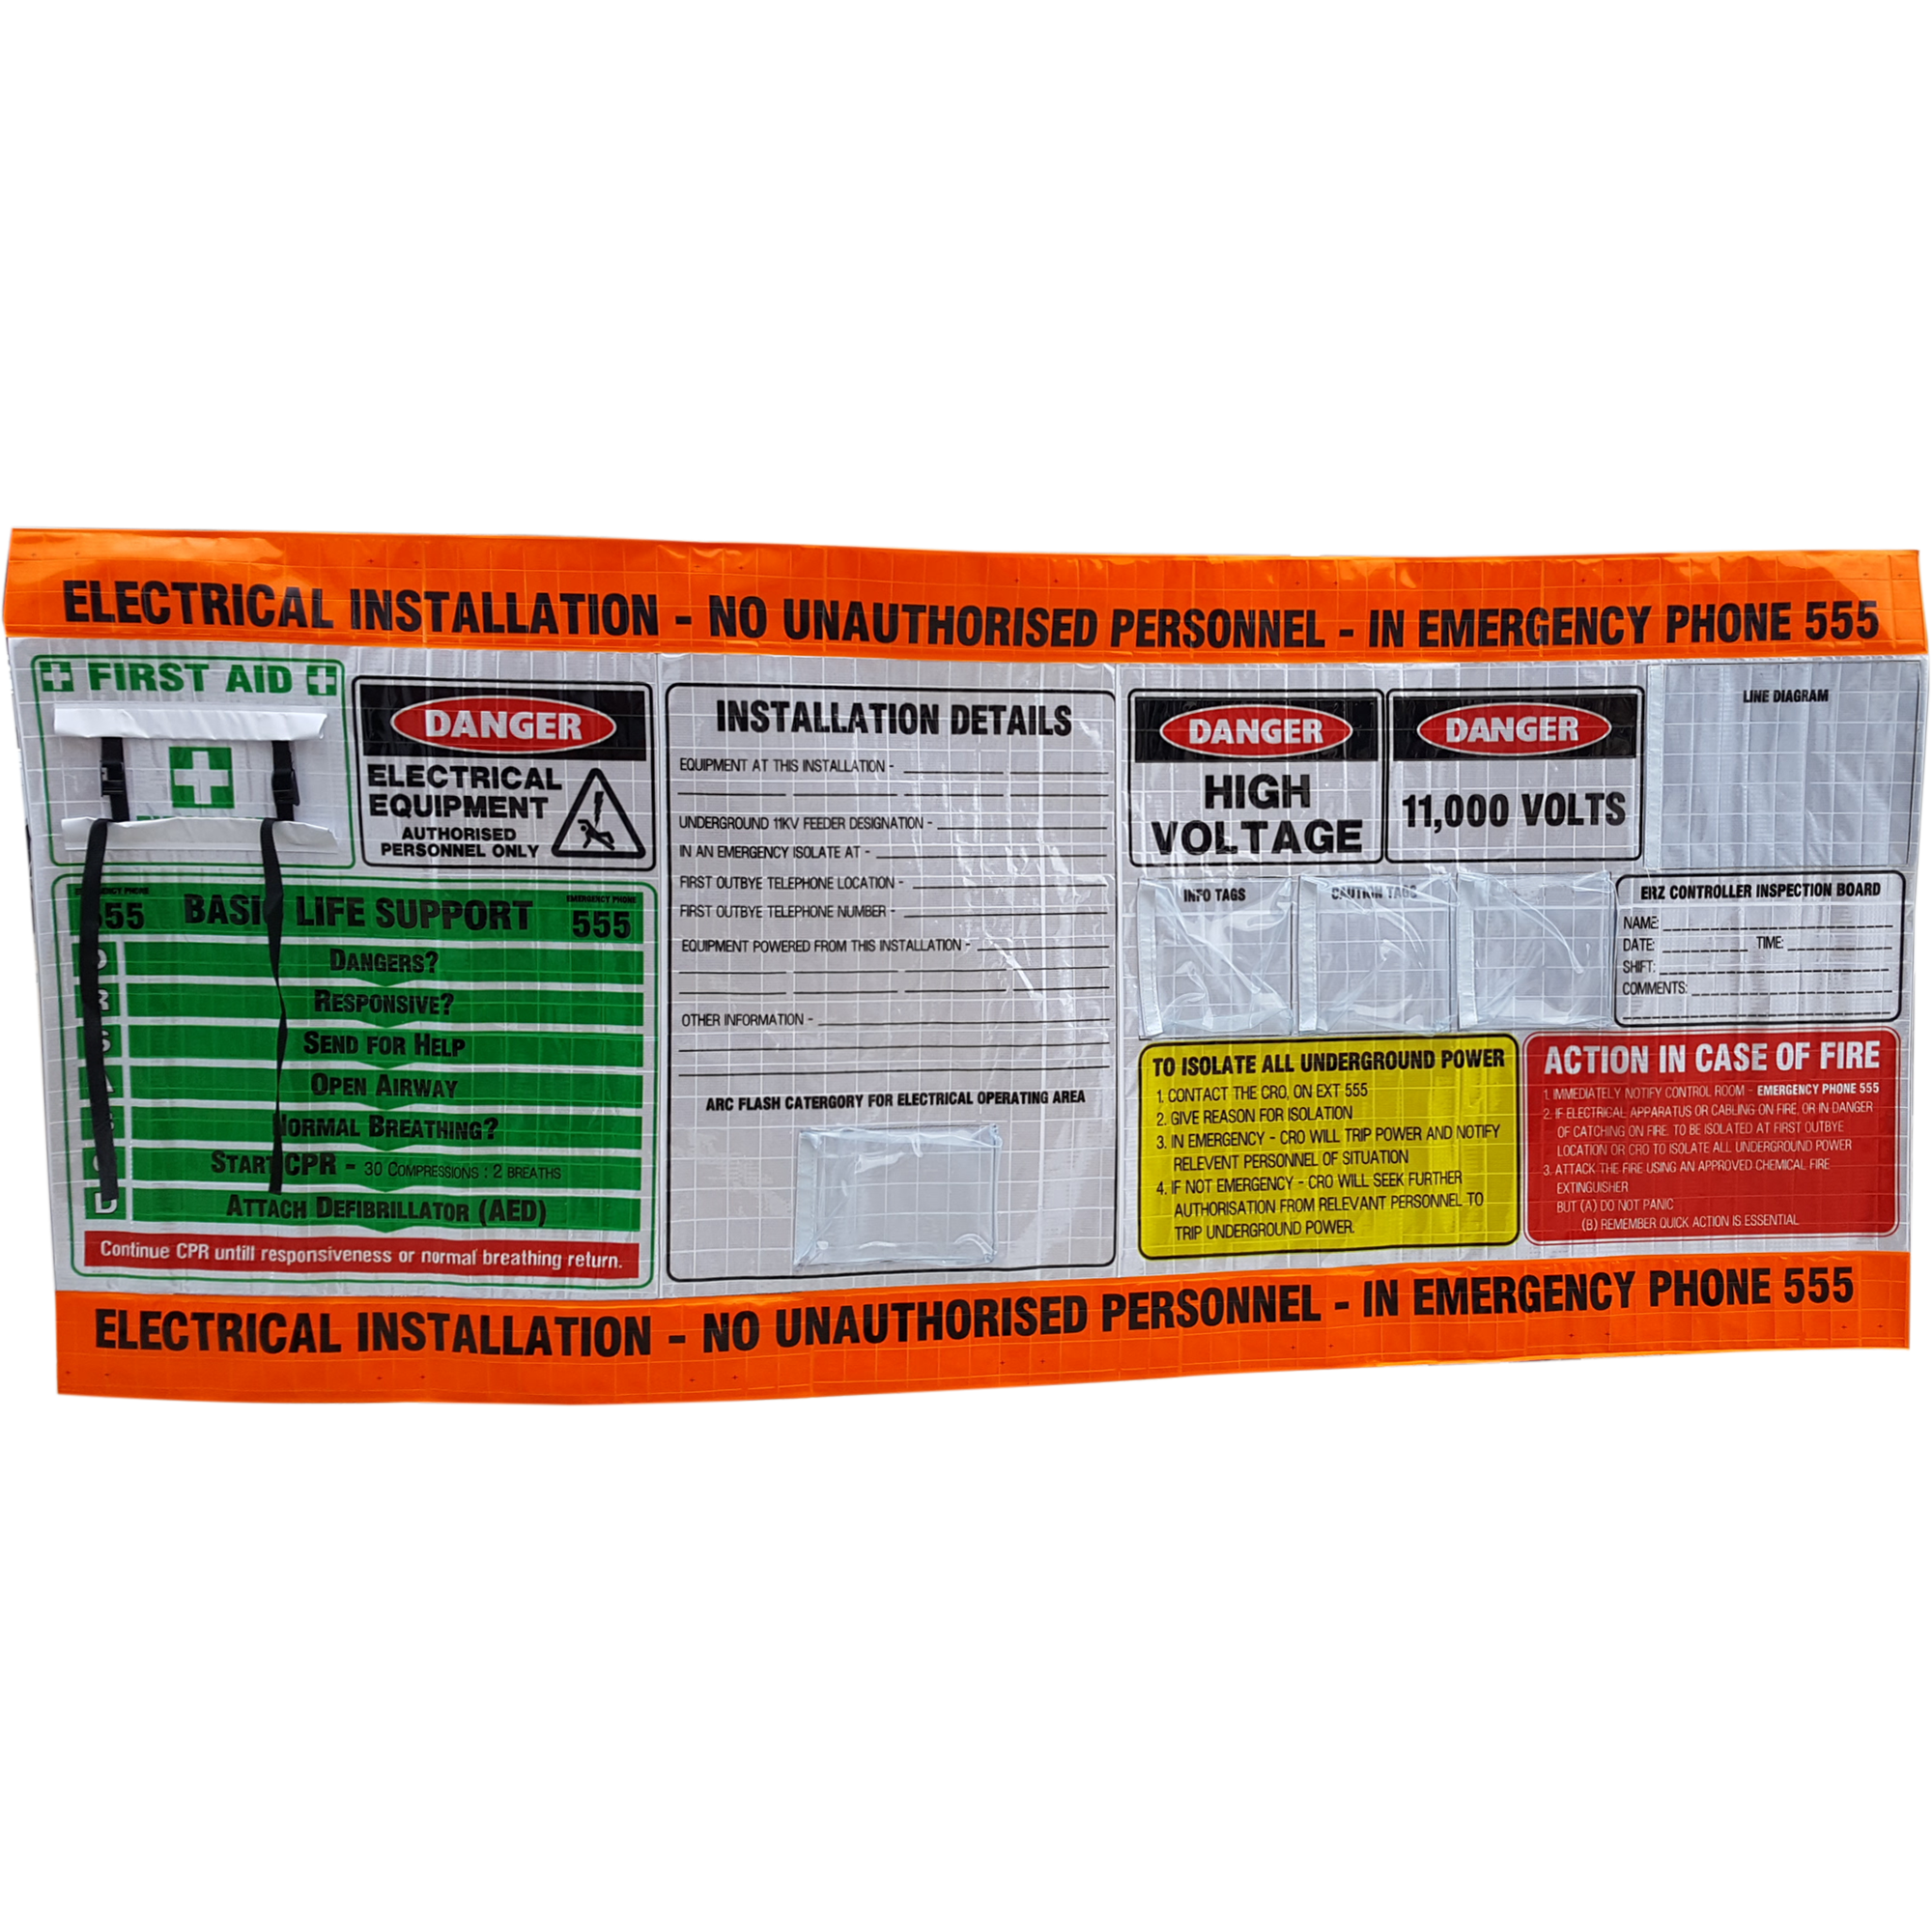 ELECTRICAL INSTALLATION - NO UNAUTHORISED PERSONNEL - IN EMERGENCY PHONE 555
FIRST AID
DANGER
ELECTRICAL
EQUIPMENT
AUTHORISED
PERSONNEL ONLY
EMERGENCY PHONE
555
BASIC LIFE SUPPORT
EMERGENCY PHONE
555
DANGERS?
R
RESPONSIVE?
S
SEND FOR HELP
A
OPEN AIRWAY
NORMAL BREATHING?
C
START CPR - 30 COMPRESSIONS : 2 BREATHS
D
ATTACH DEFIBRILLATOR (AED)
Continue CPR untill responsiveness or normal breathing return.
INSTALLATION DETAILS
EQUIPMENT AT THIS INSTALLATION -
UNDERGROUND 11KV FEEDER DESIGNATION -
IN AN EMERGENCY ISOLATE AT -
FIRST OUTBYE TELEPHONE LOCATION -
FIRST OUTBYE TELEPHONE NUMBER -
EQUIPMENT POWERED FROM THIS INSTALLATION -
OTHER INFORMATION -
ARC FLASH CATERGORY FOR ELECTRICAL OPERATING AREA
DANGER
HIGH
VOLTAGE
DANGER
11,000 VOLTS
LINE DIAGRAM
INFO TAGS
CAUTION TAGS
ERZ CONTROLLER INSPECTION BOARD
NAME:
DATE: TIME:
SHIFT:
COMMENTS:
TO ISOLATE ALL UNDERGROUND POWER
1. CONTACT THE CRO, ON EXT 555
2. GIVE REASON FOR ISOLATION
3. IN EMERGENCY - CRO WILL TRIP POWER AND NOTIFY
RELEVENT PERSONNEL OF SITUATION
4. IF NOT EMERGENCY - CRO WILL SEEK FURTHER
AUTHORISATION FROM RELEVANT PERSONNEL TO
TRIP UNDERGROUND POWER.
ACTION IN CASE OF FIRE
1. IMMEDIATELY NOTIFY CONTROL ROOM - EMERGENCY PHONE 555
2. IF ELECTRICAL APPARATUS OR CABLING ON FIRE, OR IN DANGER
OF CATCHING ON FIRE. TO BE ISOLATED AT FIRST OUTBYE
LOCATION OR CRO TO ISOLATE ALL UNDERGROUND POWER
3. ATTACK THE FIRE USING AN APPROVED CHEMICAL FIRE
EXTINGUISHER
BUT (A) DO NOT PANIC
(B) REMEMBER QUICK ACTION IS ESSENTIAL
ELECTRICAL INSTALLATION - NO UNAUTHORISED PERSONNEL - IN EMERGENCY PHONE 555